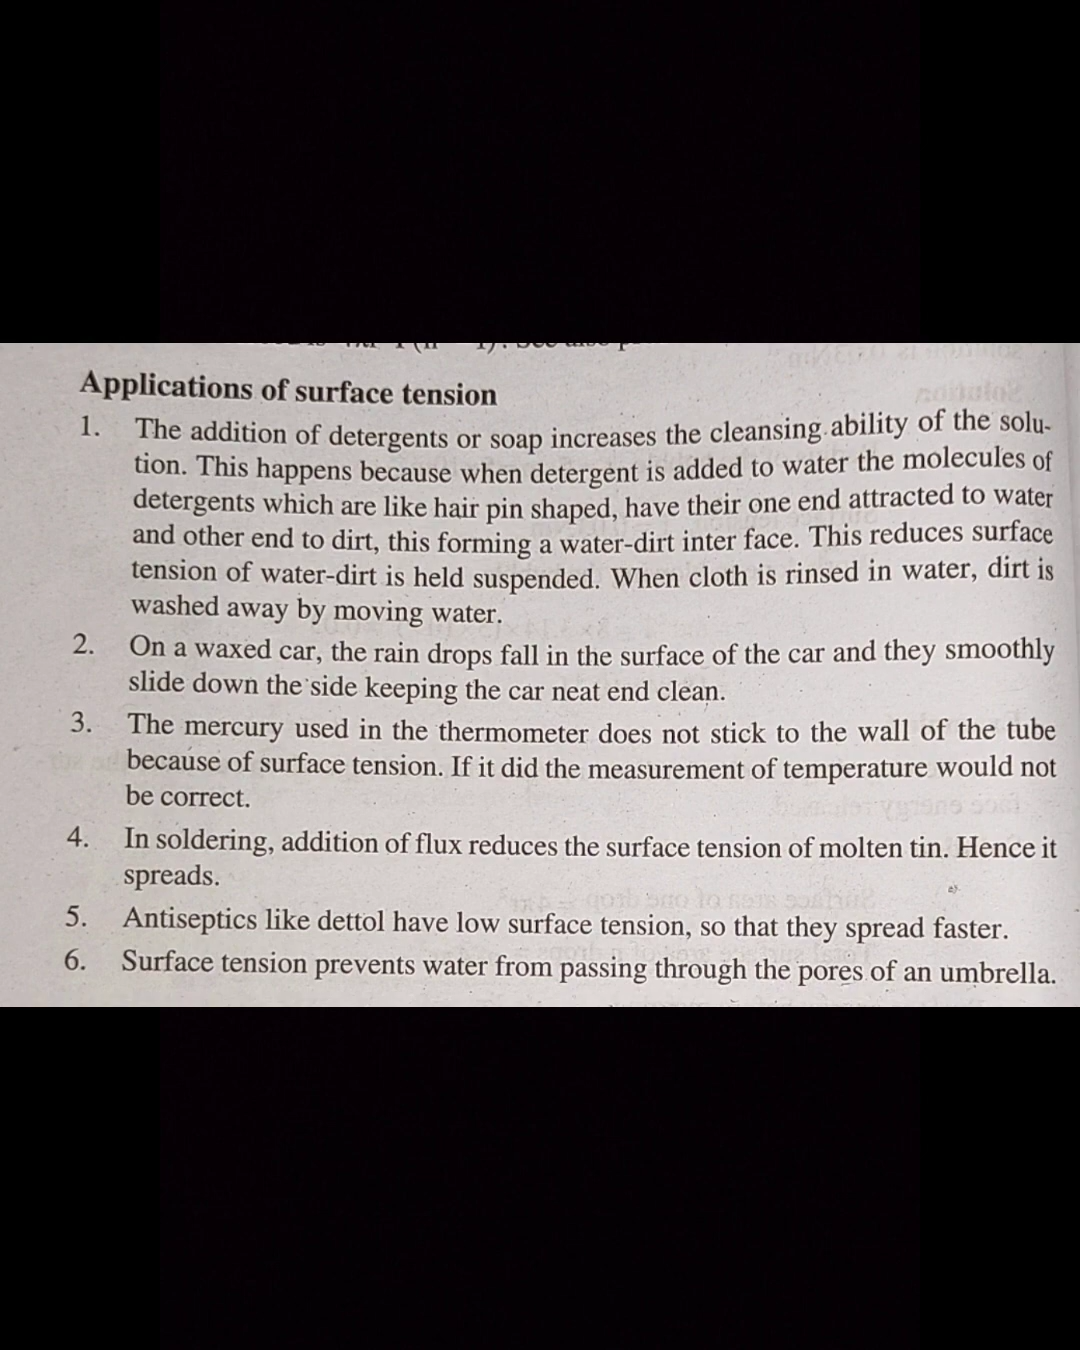 Applications of surface tension
1. The addition of detergents or soap increases the cleansing ability of the solu-
tion. This happens because when detergent is added to water the molecules of
detergents which are like hair pin shaped, have their one end attracted to water
and other end to dirt, this forming a water-dirt inter face. This reduces surface
tension of water-dirt is held suspended. When cloth is rinsed in water, dirt is
washed away by moving water.
2. On a waxed car, the rain drops fall in the surface of the car and they smoothly
slide down the side keeping the car neat end clean.
3. The mercury used in the thermometer does not stick to the wall of the tube
because of surface tension. If it did the measurement of temperature would not
be correct.
4. In soldering, addition of flux reduces the surface tension of molten tin. Hence it
spreads.
5. Antiseptics like dettol have low surface tension, so that they spread faster.
6. Surface tension prevents water from passing through the pores of an umbrella.